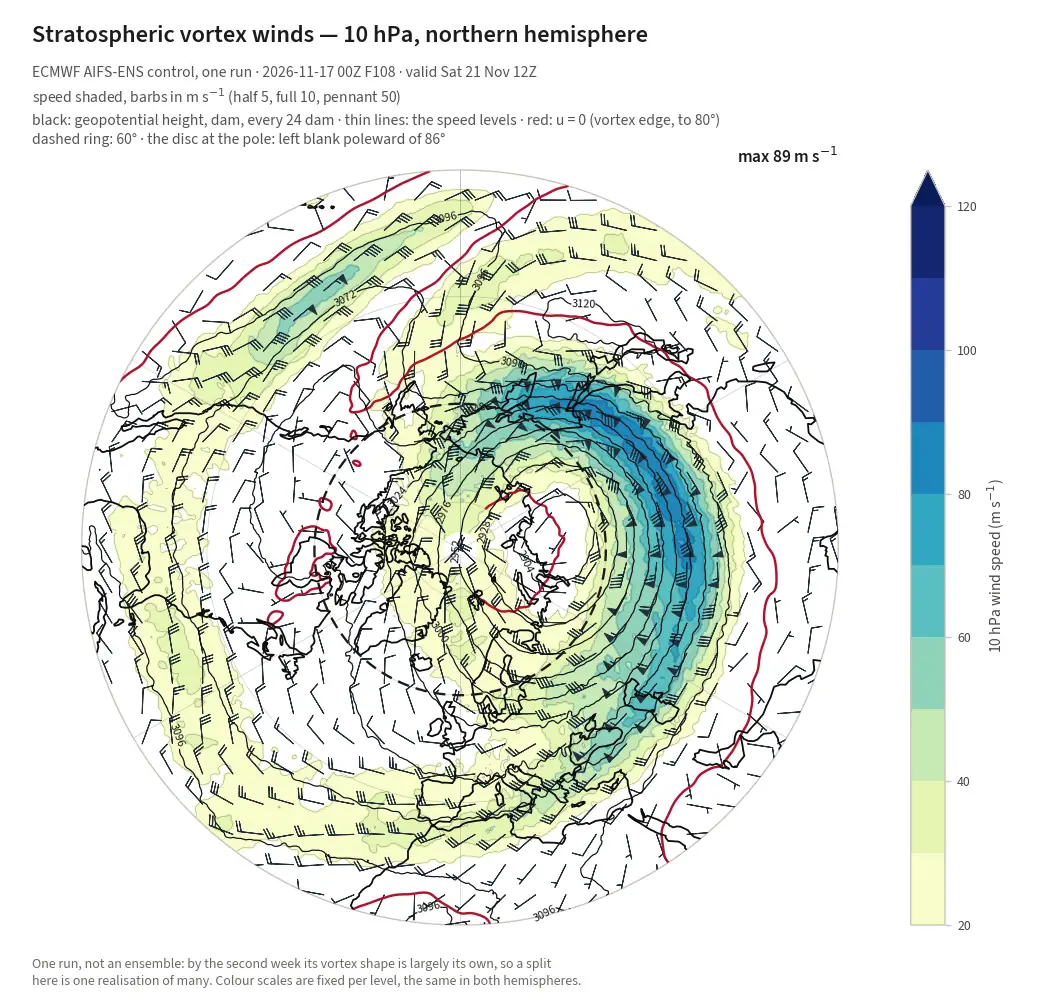 Stratospheric vortex winds — 10 hPa, northern hemisphere
ECMWF AIFS-ENS control, one run · 2026-11-17 00Z F108 · valid Sat 21 Nov 12Z
speed shaded, barbs in m s⁻¹ (half 5, full 10, pennant 50)
black: geopotential height, dam, every 24 dam · thin lines: the speed levels · red: u = 0 (vortex edge, to 80°)
dashed ring: 60° · the disc at the pole: left blank poleward of 86°
max 89 m s⁻¹
3096
3072
3120
3024
2976
2928
2952
2904
3096
3096
3096
120
100
80
60
40
20
10 hPa wind speed (m s⁻¹)
One run, not an ensemble: by the second week its vortex shape is largely its own, so a split
here is one realisation of many. Colour scales are fixed per level, the same in both hemispheres.